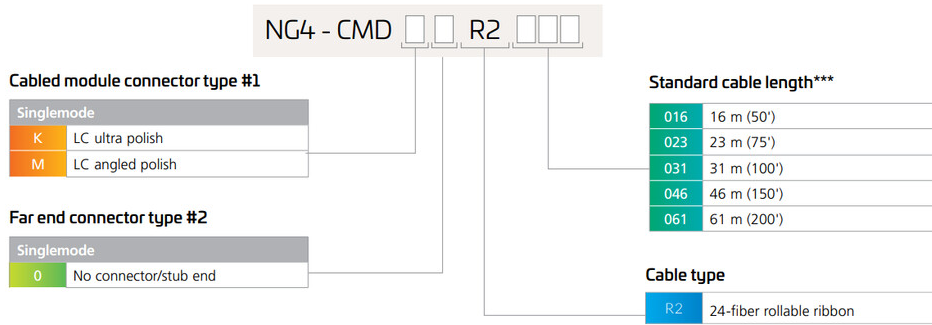 NG4 - CMD R2
Cabled module connector type #1
Singlemode
K LC ultra polish
M LC angled polish
Far end connector type #2
Singlemode
0 No connector/stub end
Standard cable length***
016 16 m (50')
023 23 m (75')
031 31 m (100')
046 46 m (150')
061 61 m (200')
Cable type
R2 24-fiber rollable ribbon